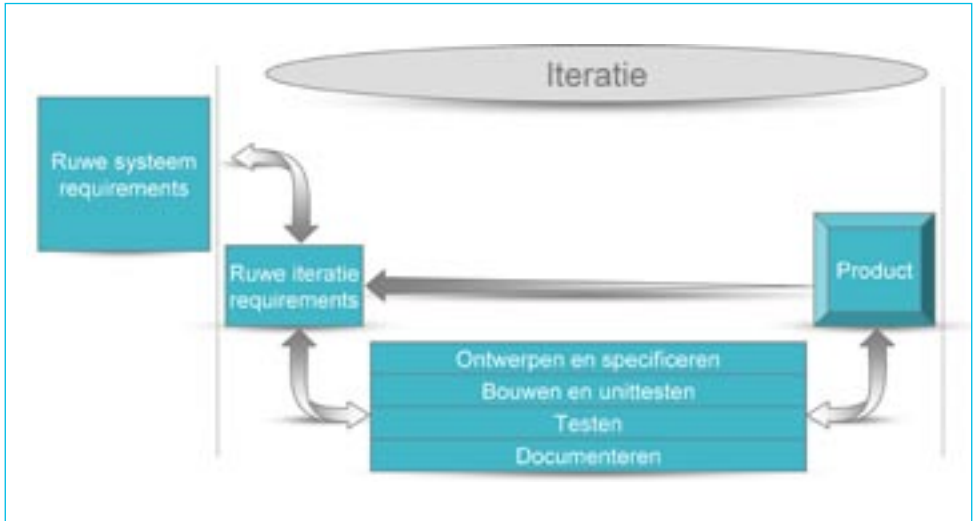 Iteratie
Ruwe systeem
requirements
Ruwe iteratie
requirements
Product
Ontwerpen en specificeren
Bouwen en unittesten
Testen
Documenteren